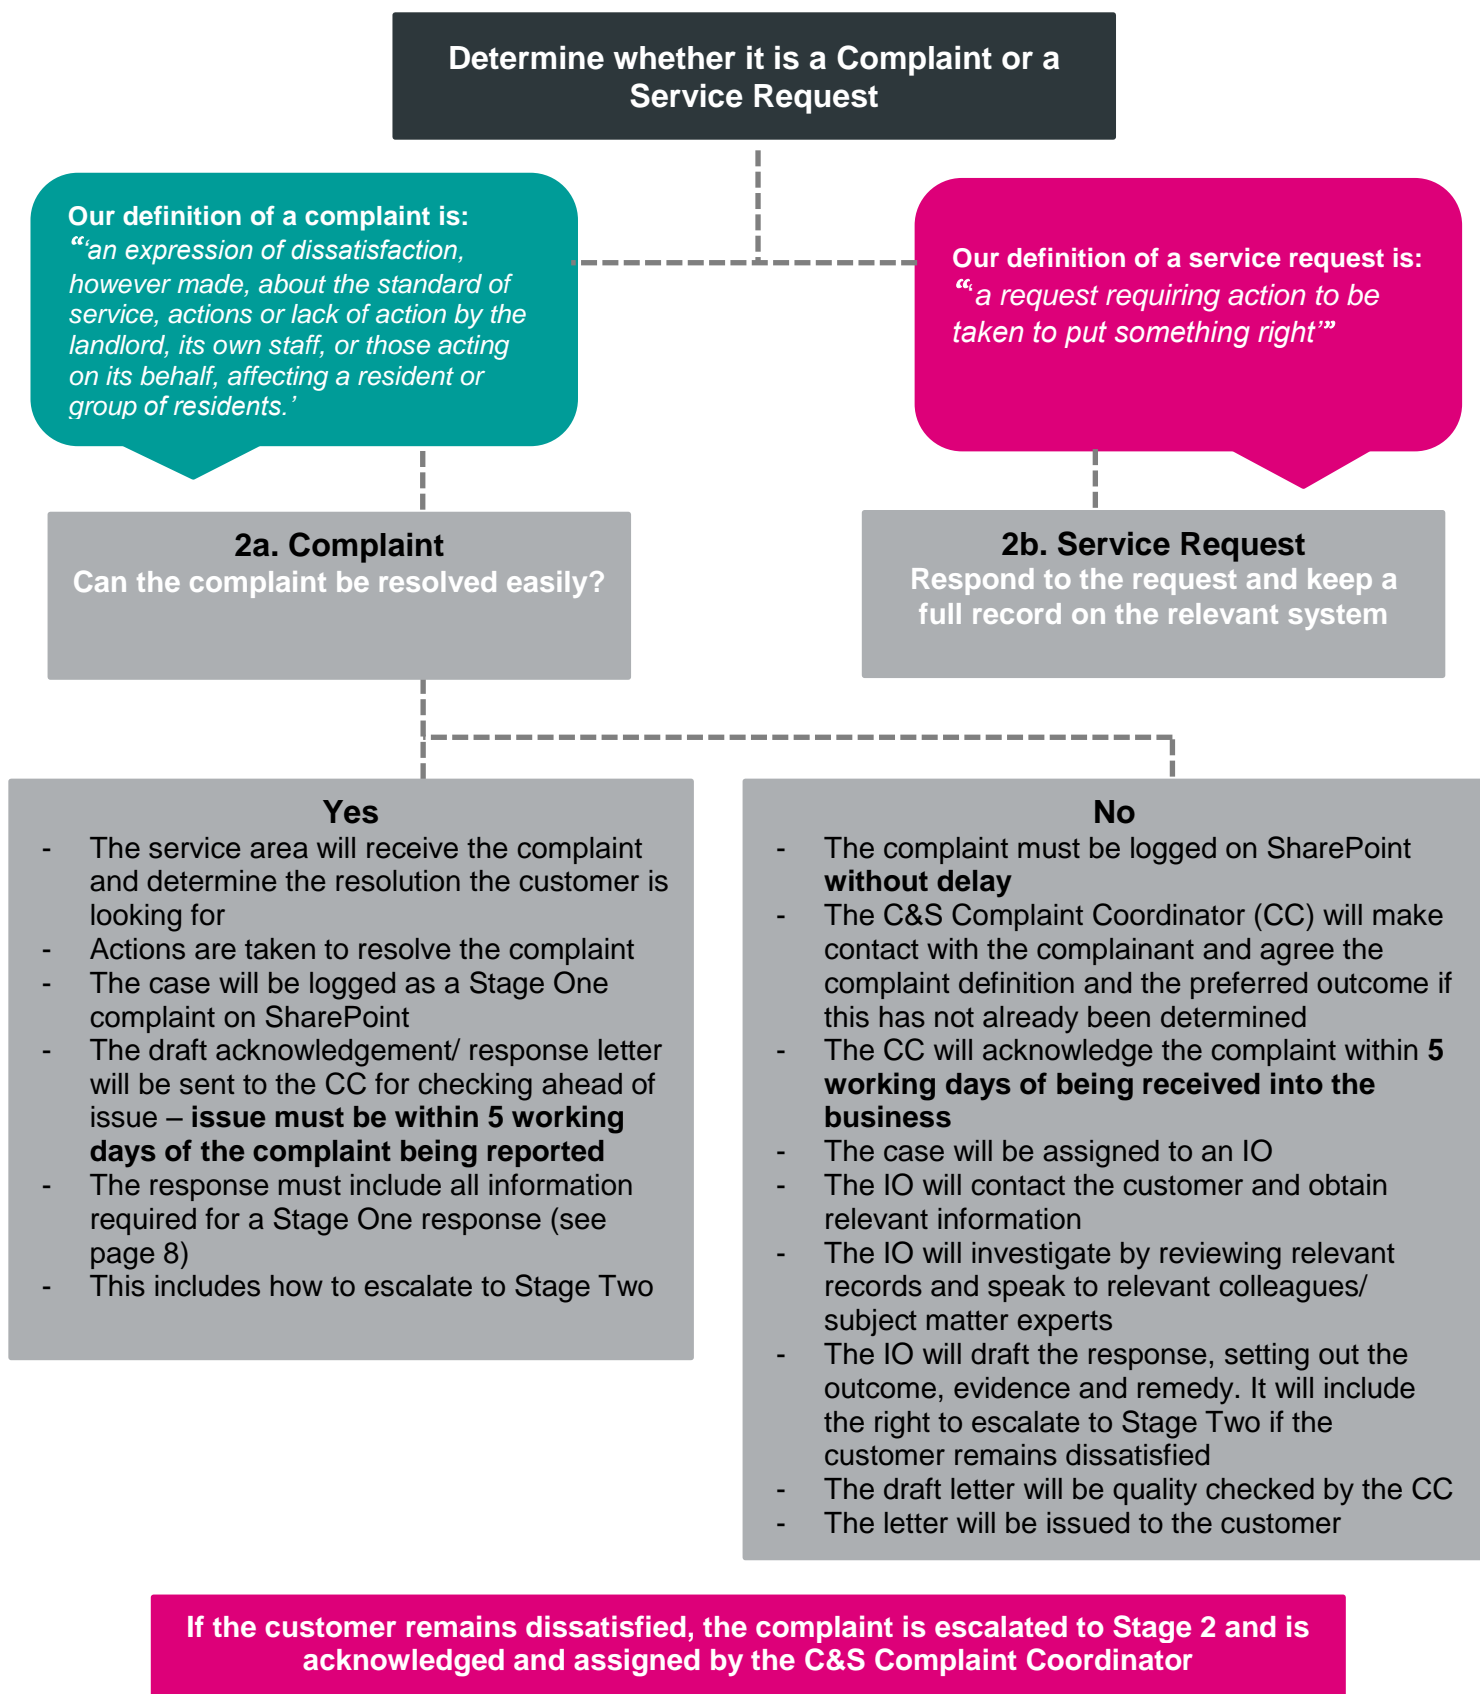 Determine whether it is a Complaint or a
Service Request
Our definition of a complaint is:
“‘an expression of dissatisfaction,
however made, about the standard of
service, actions or lack of action by the
landlord, its own staff, or those acting
on its behalf, affecting a resident or
group of residents.’
Our definition of a service request is:
“‘a request requiring action to be
taken to put something right’”
2a. Complaint
Can the complaint be resolved easily?
2b. Service Request
Respond to the request and keep a
full record on the relevant system
Yes
- The service area will receive the complaint
and determine the resolution the customer is
looking for
- Actions are taken to resolve the complaint
- The case will be logged as a Stage One
complaint on SharePoint
- The draft acknowledgement/ response letter
will be sent to the CC for checking ahead of
issue – issue must be within 5 working
days of the complaint being reported
- The response must include all information
required for a Stage One response (see
page 8)
- This includes how to escalate to Stage Two
No
- The complaint must be logged on SharePoint
without delay
- The C&S Complaint Coordinator (CC) will make
contact with the complainant and agree the
complaint definition and the preferred outcome if
this has not already been determined
- The CC will acknowledge the complaint within 5
working days of being received into the
business
- The case will be assigned to an IO
- The IO will contact the customer and obtain
relevant information
- The IO will investigate by reviewing relevant
records and speak to relevant colleagues/
subject matter experts
- The IO will draft the response, setting out the
outcome, evidence and remedy. It will include
the right to escalate to Stage Two if the
customer remains dissatisfied
- The draft letter will be quality checked by the CC
- The letter will be issued to the customer
If the customer remains dissatisfied, the complaint is escalated to Stage 2 and is
acknowledged and assigned by the C&S Complaint Coordinator